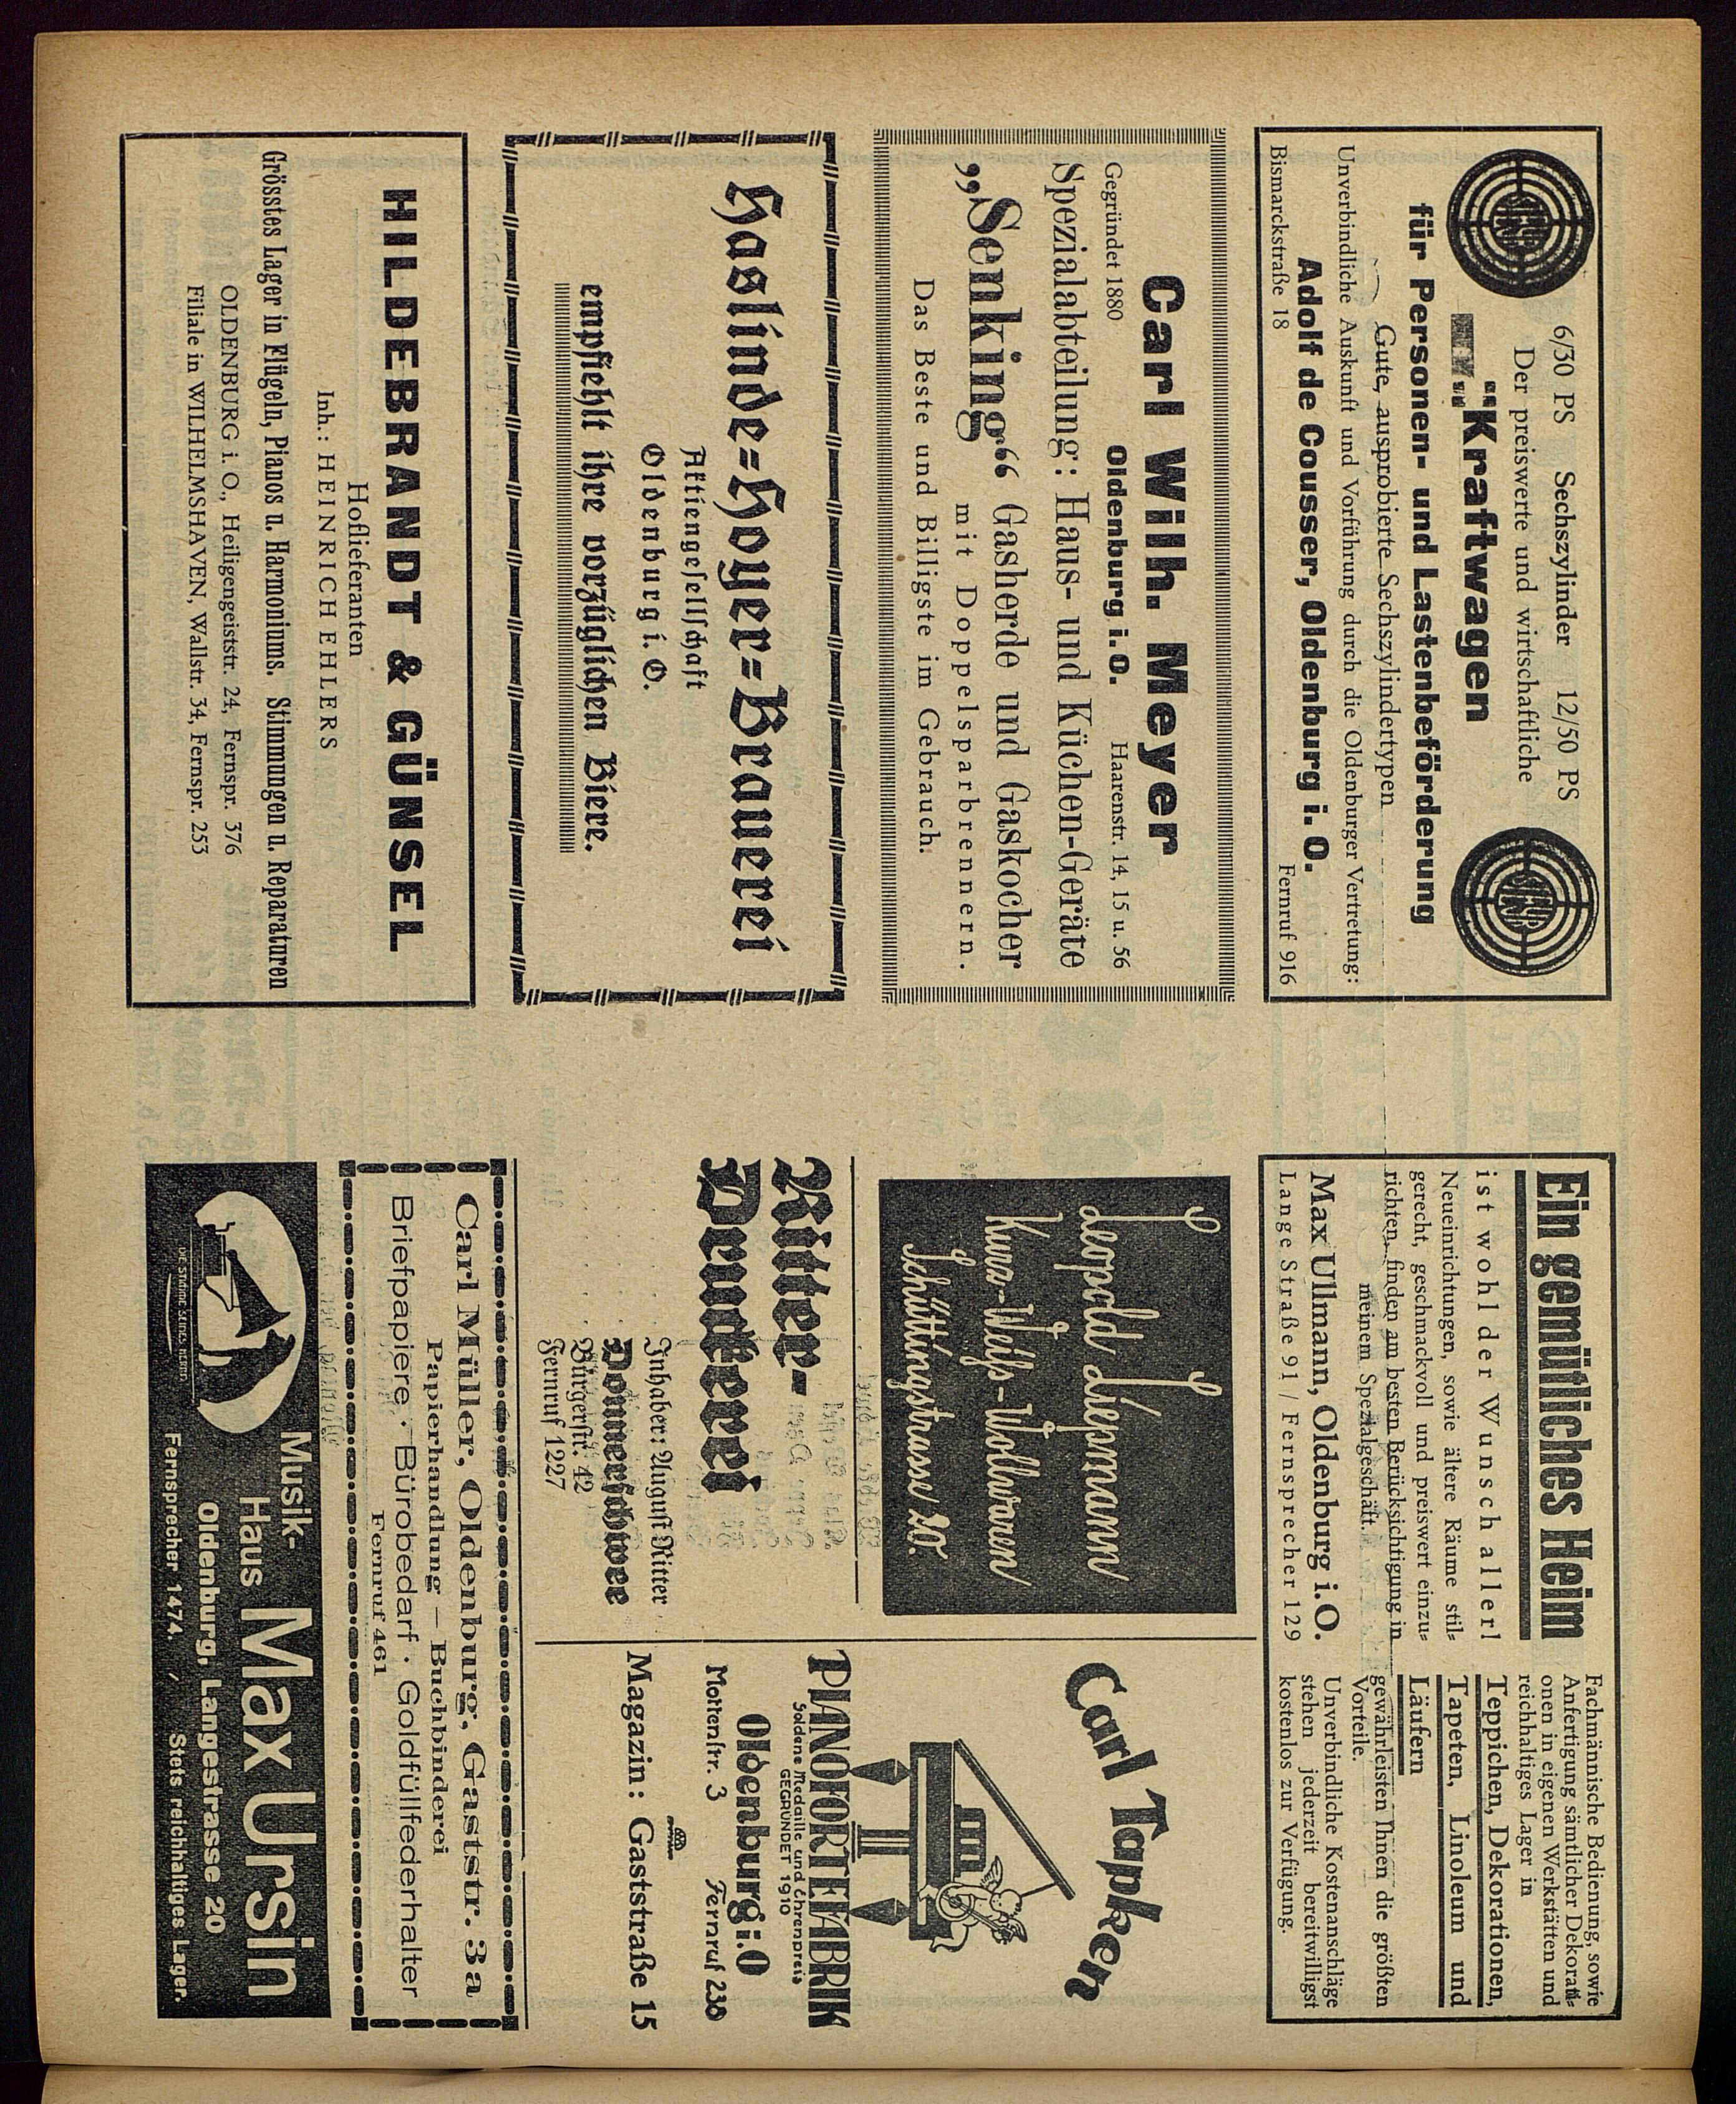 6/30 PS Sechszylinder 12/50 PS
Der preiswerte und wirtschaftliche
"Kraftwagen
für Personen- und Lastenbeförderung
Gute, ausprobierte Sechszylindertypen
Unverbindliche Auskunft und Vorführung durch die Oldenburger Vertretung:
Adolf de Cousser, Oldenburg i. O.
Bismarckstraße 18 Fernruf 916
Carl Wilh. Meyer
Gegründet 1880 Oldenburg i. O. Haarenstr. 14, 15 u. 56
Spezialabteilung: Haus- und Küchen-Geräte
„Senking“ Gasherde und Gaskocher
mit Doppelsparbrennern.
Das Beste und Billigste im Gebrauch.
Haslinde-Hoyer-Brauerei
Aktiengesellschaft
Oldenburg i. O.
empfiehlt ihre vorzüglichen Biere.
HILDEBRANDT & GÜNSEL
Hoflieferanten
Inh.: HEINRICH EHLERS
Grösstes Lager in Flügeln, Pianos u. Harmoniums. Stimmungen u. Reparaturen
OLDENBURG i. O., Heiligengeiststr. 24, Fernspr. 376
Filiale in WILHELMSHAVEN, Wallstr. 34, Fernspr. 253
Ein gemütliches Heim
ist wohl der Wunsch aller!
Neueinrichtungen, sowie ältere Räume stil-
gerecht, geschmackvoll und preiswert einzu-
richten, finden am besten Berücksichtigung in
meinem Spezialgeschäft.
Max Ullmann, Oldenburg i. O.
Lange Straße 91 / Fernsprecher 129
Fachmännische Bedienung, sowie
Anfertigung sämtlicher Dekorati-
onen in eigenen Werkstätten und
reichhaltiges Lager in
Teppichen, Dekorationen,
Tapeten, Linoleum und
Läufern
gewährleisten Ihnen die größten
Vorteile.
Unverbindliche Kostenanschläge
stehen jederzeit bereitwilligst
kostenlos zur Verfügung.
Leopold Liepmann
Kurz-Weiß-Wollwaren
Schüttingstrasse 20.
Ritter-
Druckerei
Inhaber: August Ritter
Donnerschwee
Bürgerstr. 42
Fernruf 1227
Carl Tapken
PIANOFORTEFABRIK
Goldene Medaille und Ehrenpreis
GEGRÜNDET 1910
Oldenburg i. O
Mottenstr. 3 Fernruf 238
Magazin: Gaststraße 15
Carl Müller, Oldenburg, Gaststr. 3a
Papierhandlung – Buchbinderei
Fernruf 461
Briefpapiere · Bürobedarf · Goldfüllfederhalter
DIE STIMME SEINES HERRN
Musik-
Haus Max Ursin
Oldenburg, Langestrasse 20
Fernsprecher 1474. Stets reichhaltiges Lager.